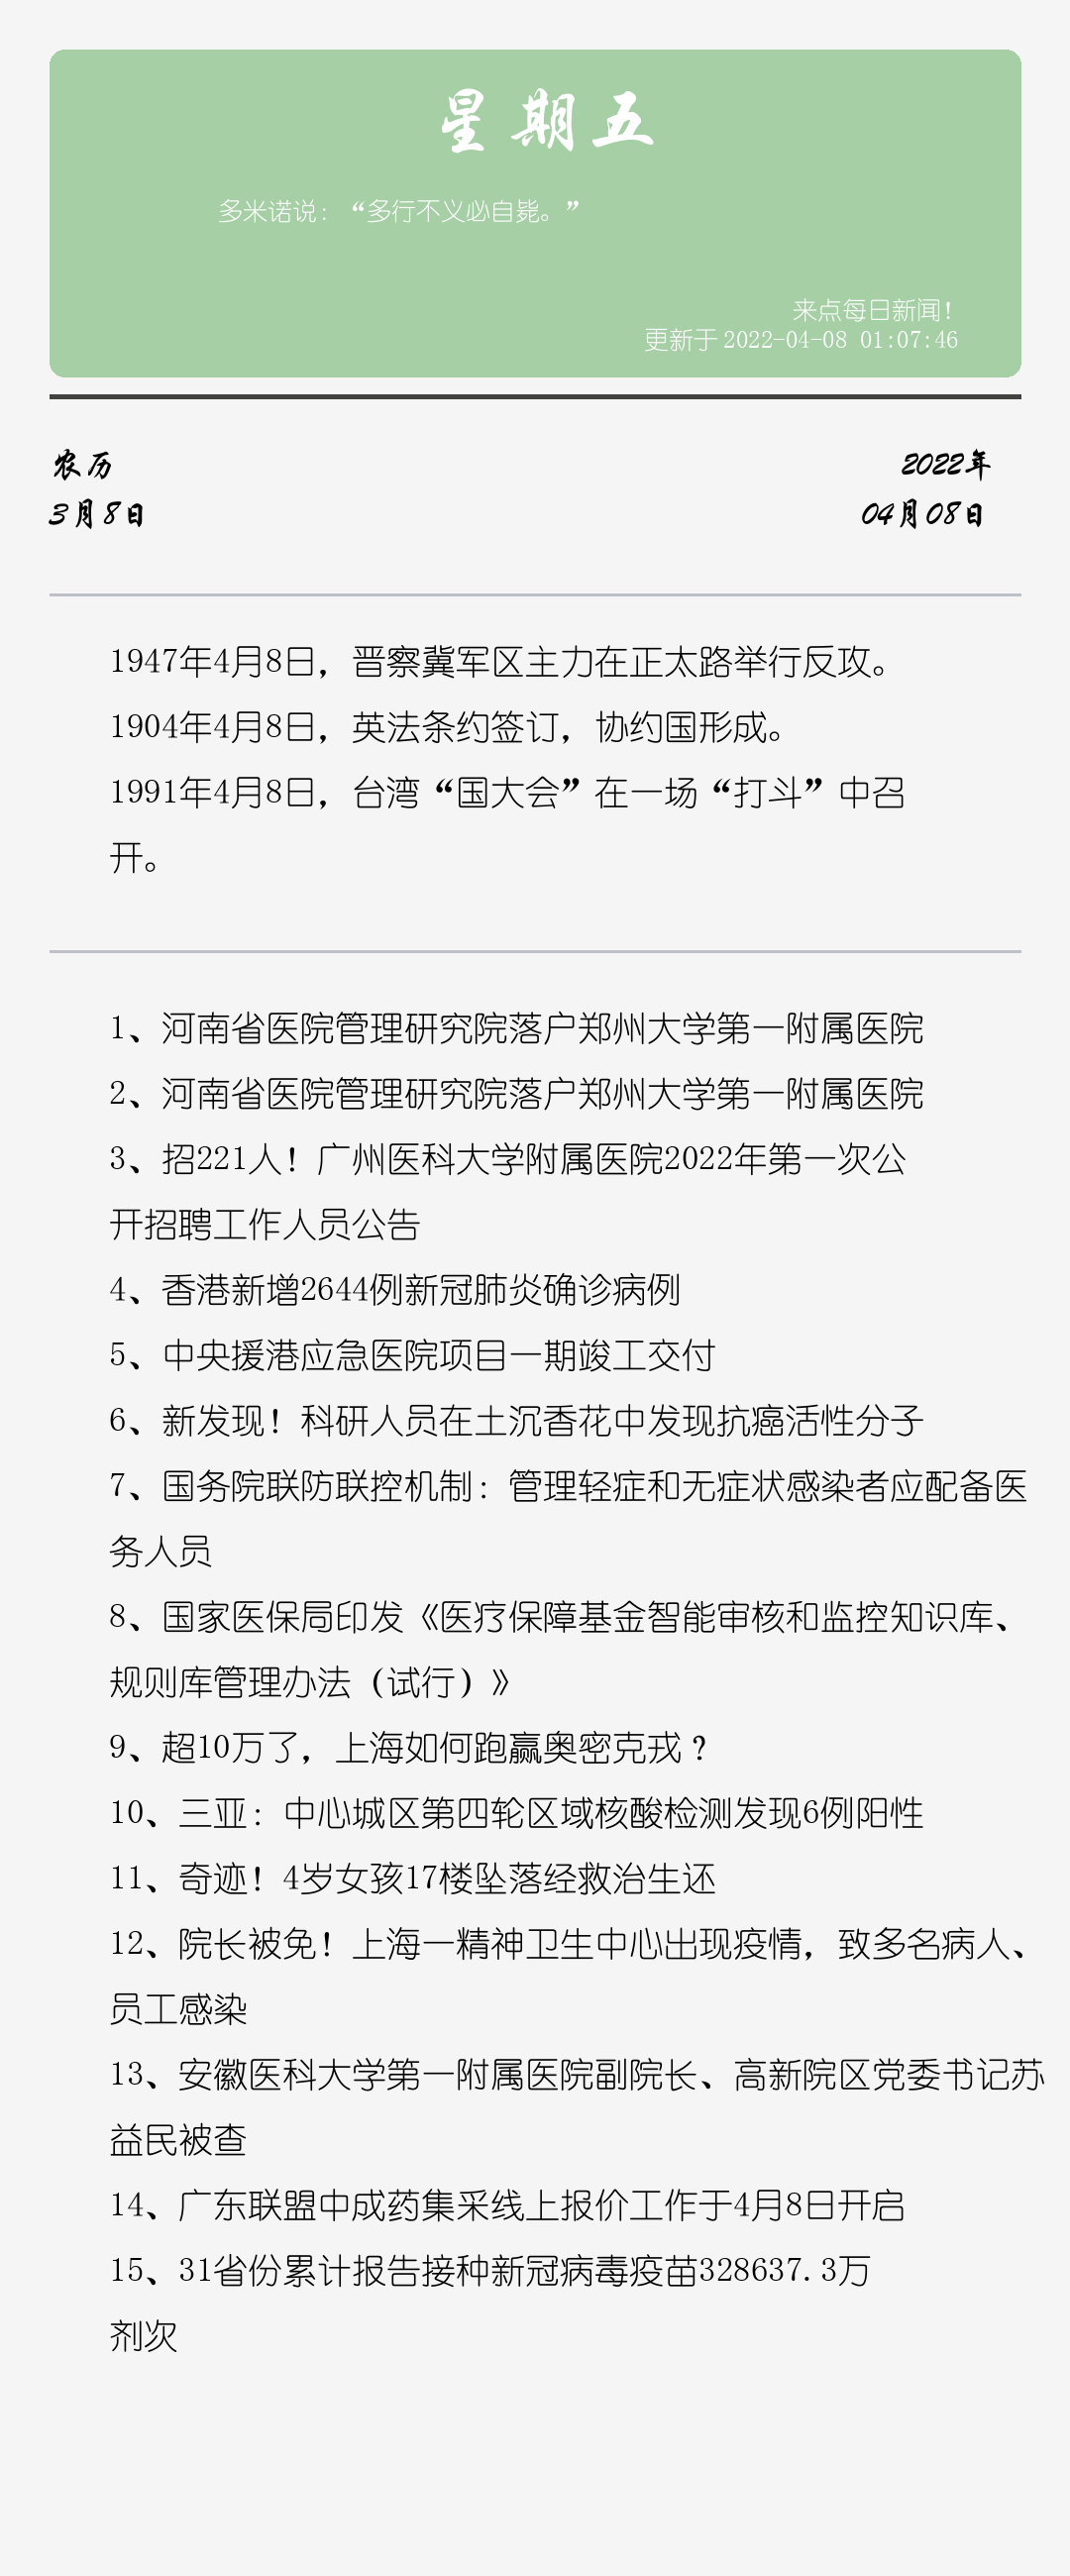 星期五
多米诺说：“多行不义必自毙。”
来点每日新闻！
更新于 2022-04-08 01:07:46
农历
2022年
3月8日
04月08日
1947年4月8日，晋察冀军区主力在正太路举行反攻。
1904年4月8日，英法条约签订，协约国形成。
1991年4月8日，台湾“国大会”在一场“打斗”中召
开。
1、河南省医院管理研究院落户郑州大学第一附属医院
2、河南省医院管理研究院落户郑州大学第一附属医院
3、招221人！广州医科大学附属医院2022年第一次公
开招聘工作人员公告
4、香港新增2644例新冠肺炎确诊病例
5、中央援港应急医院项目一期竣工交付
6、新发现！科研人员在土沉香花中发现抗癌活性分子
7、国务院联防联控机制：管理轻症和无症状感染者应配备医
务人员
8、国家医保局印发《医疗保障基金智能审核和监控知识库、
规则库管理办法（试行）》
9、超10万了，上海如何跑赢奥密克戎？
10、三亚：中心城区第四轮区域核酸检测发现6例阳性
11、奇迹！4岁女孩17楼坠落经救治生还
12、院长被免！上海一精神卫生中心出现疫情，致多名病人、
员工感染
13、安徽医科大学第一附属医院副院长、高新院区党委书记苏
益民被查
14、广东联盟中成药集采线上报价工作于4月8日开启
15、31省份累计报告接种新冠病毒疫苗328637.3万
剂次